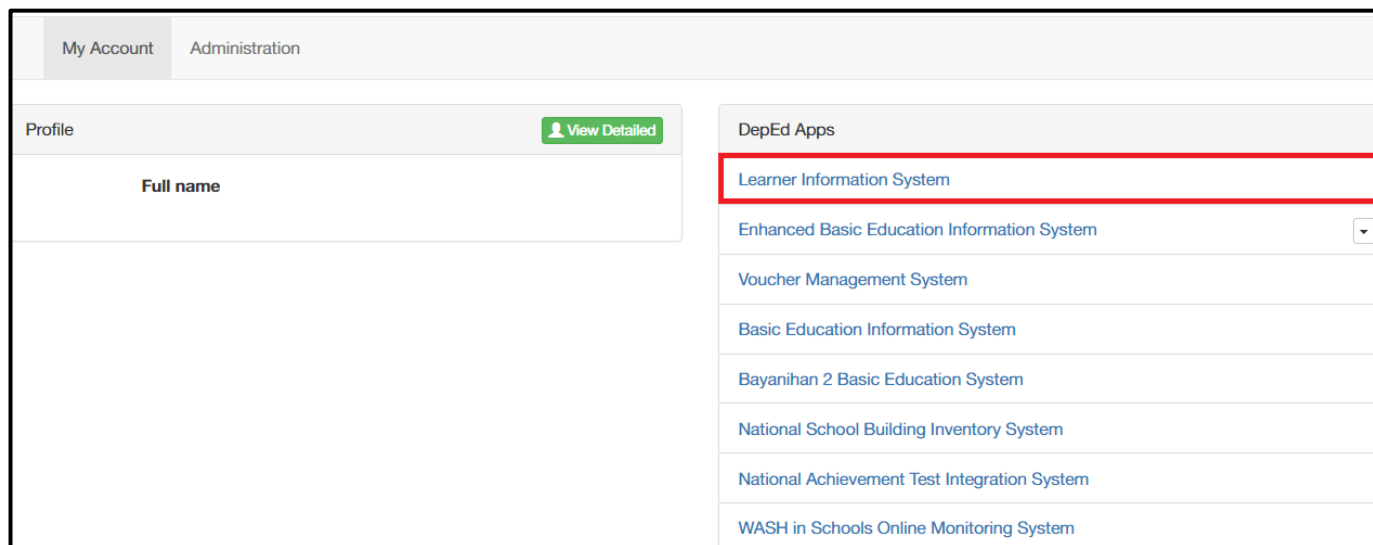 My Account Administration
Profile View Detailed
Full name
DepEd Apps
Learner Information System
Enhanced Basic Education Information System
Voucher Management System
Basic Education Information System
Bayanihan 2 Basic Education System
National School Building Inventory System
National Achievement Test Integration System
WASH in Schools Online Monitoring System